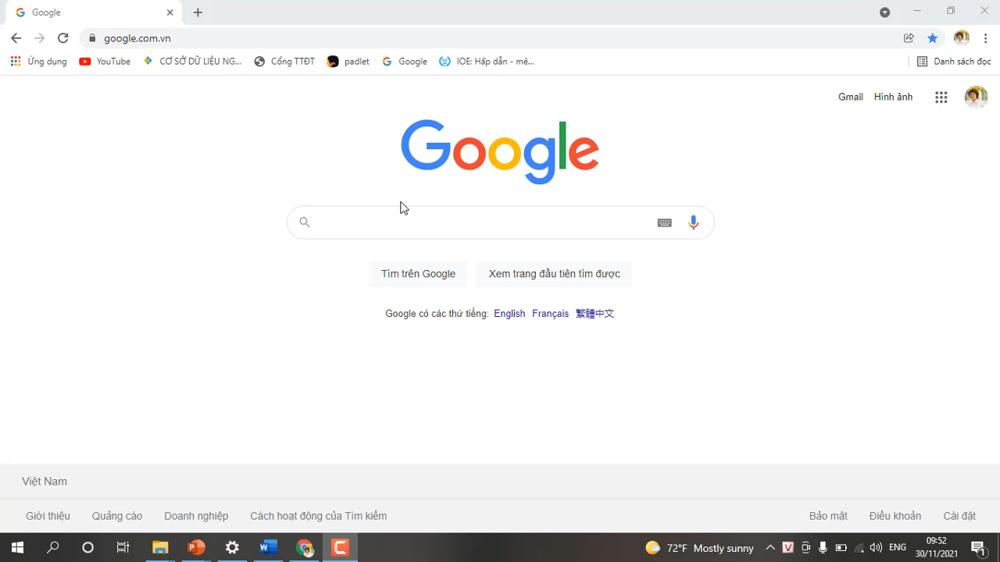 Google
google.com.vn
Ứng dụng YouTube CƠ SỞ DỮ LIỆU NG... Cổng TTĐT padlet Google IOE: Hấp dẫn - mê... Danh sách đọc
Gmail Hình ảnh
Google
Tìm trên Google Xem trang đầu tiên tìm được
Google có các thứ tiếng: English Français 繁體中文
Việt Nam
Giới thiệu Quảng cáo Doanh nghiệp Cách hoạt động của Tìm kiếm Bảo mật Điều khoản Cài đặt
72°F Mostly sunny ENG 09:52
30/11/2021